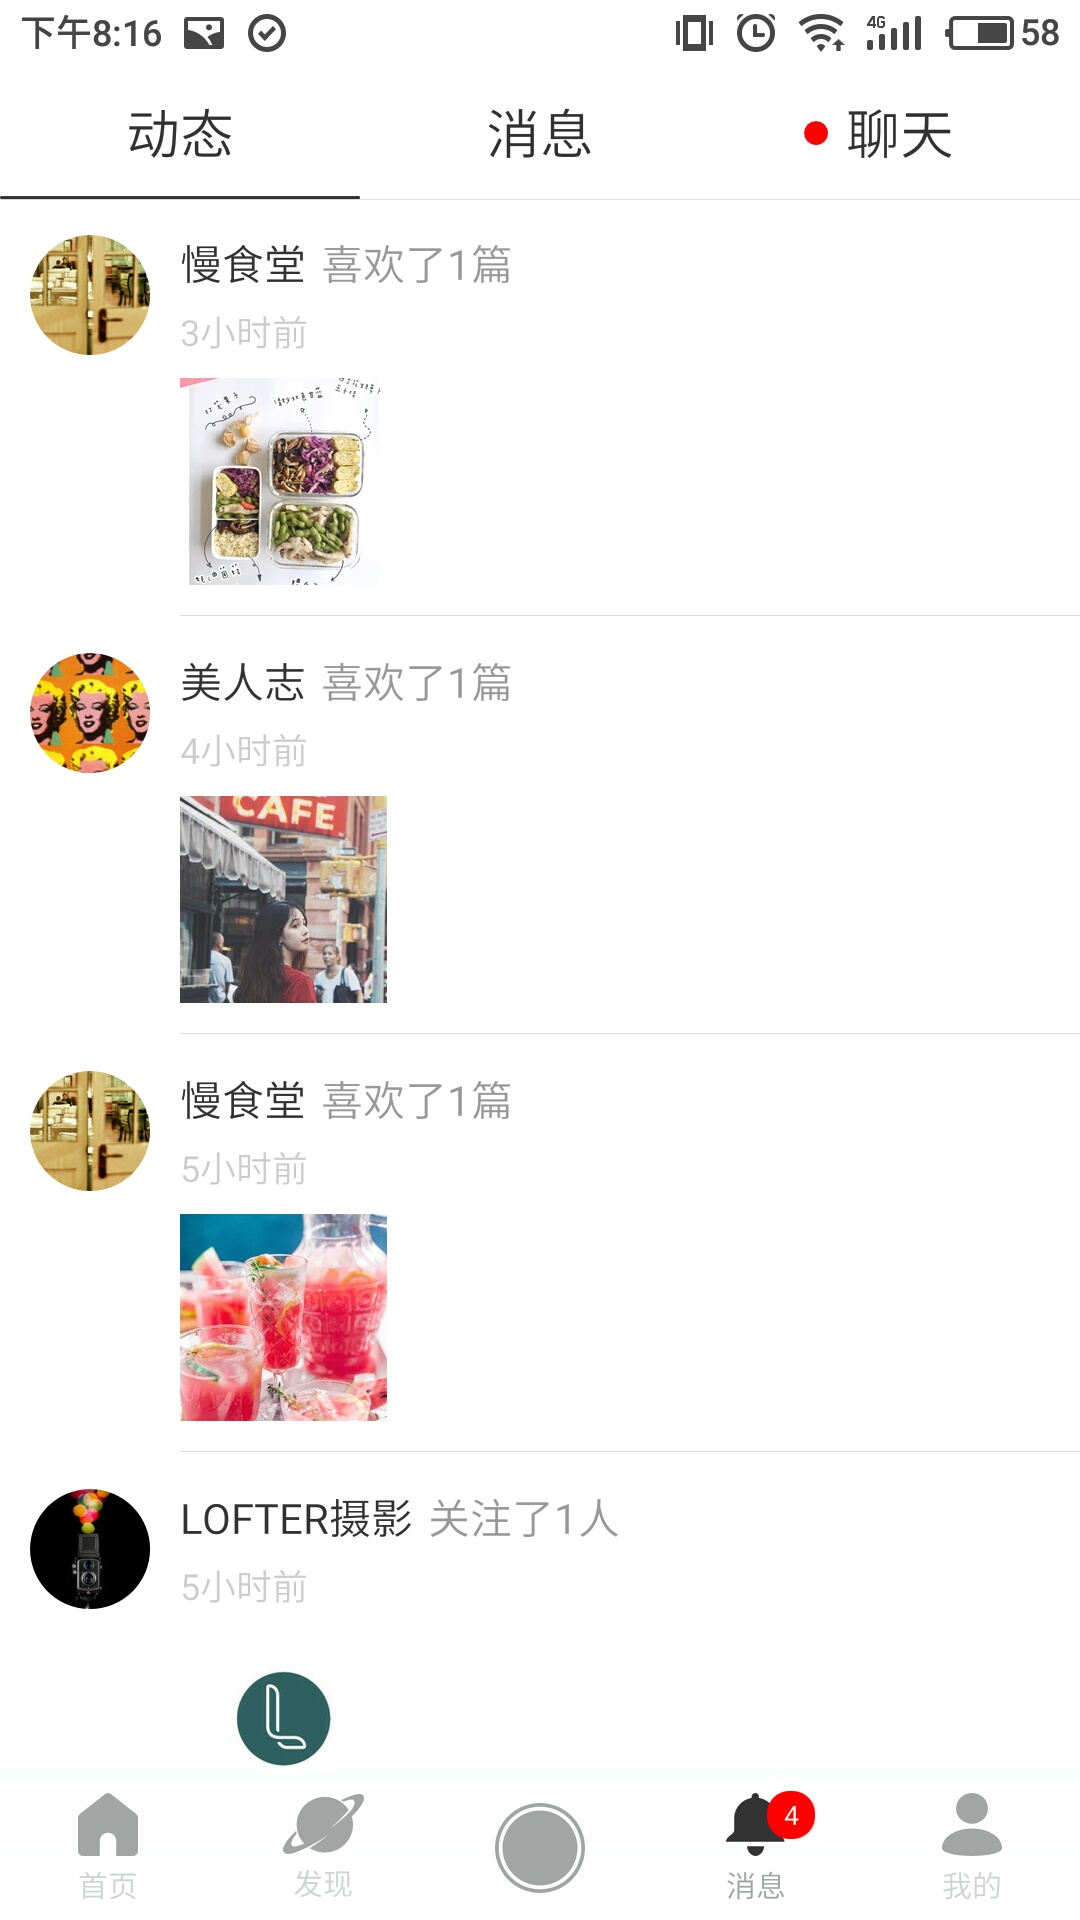 下午8:16
4G
58
动态
消息
聊天
慢食堂 喜欢了1篇
3小时前
美人志 喜欢了1篇
4小时前
CAFE
慢食堂 喜欢了1篇
5小时前
LOFTER摄影 关注了1人
5小时前
首页
发现
4
消息
我的